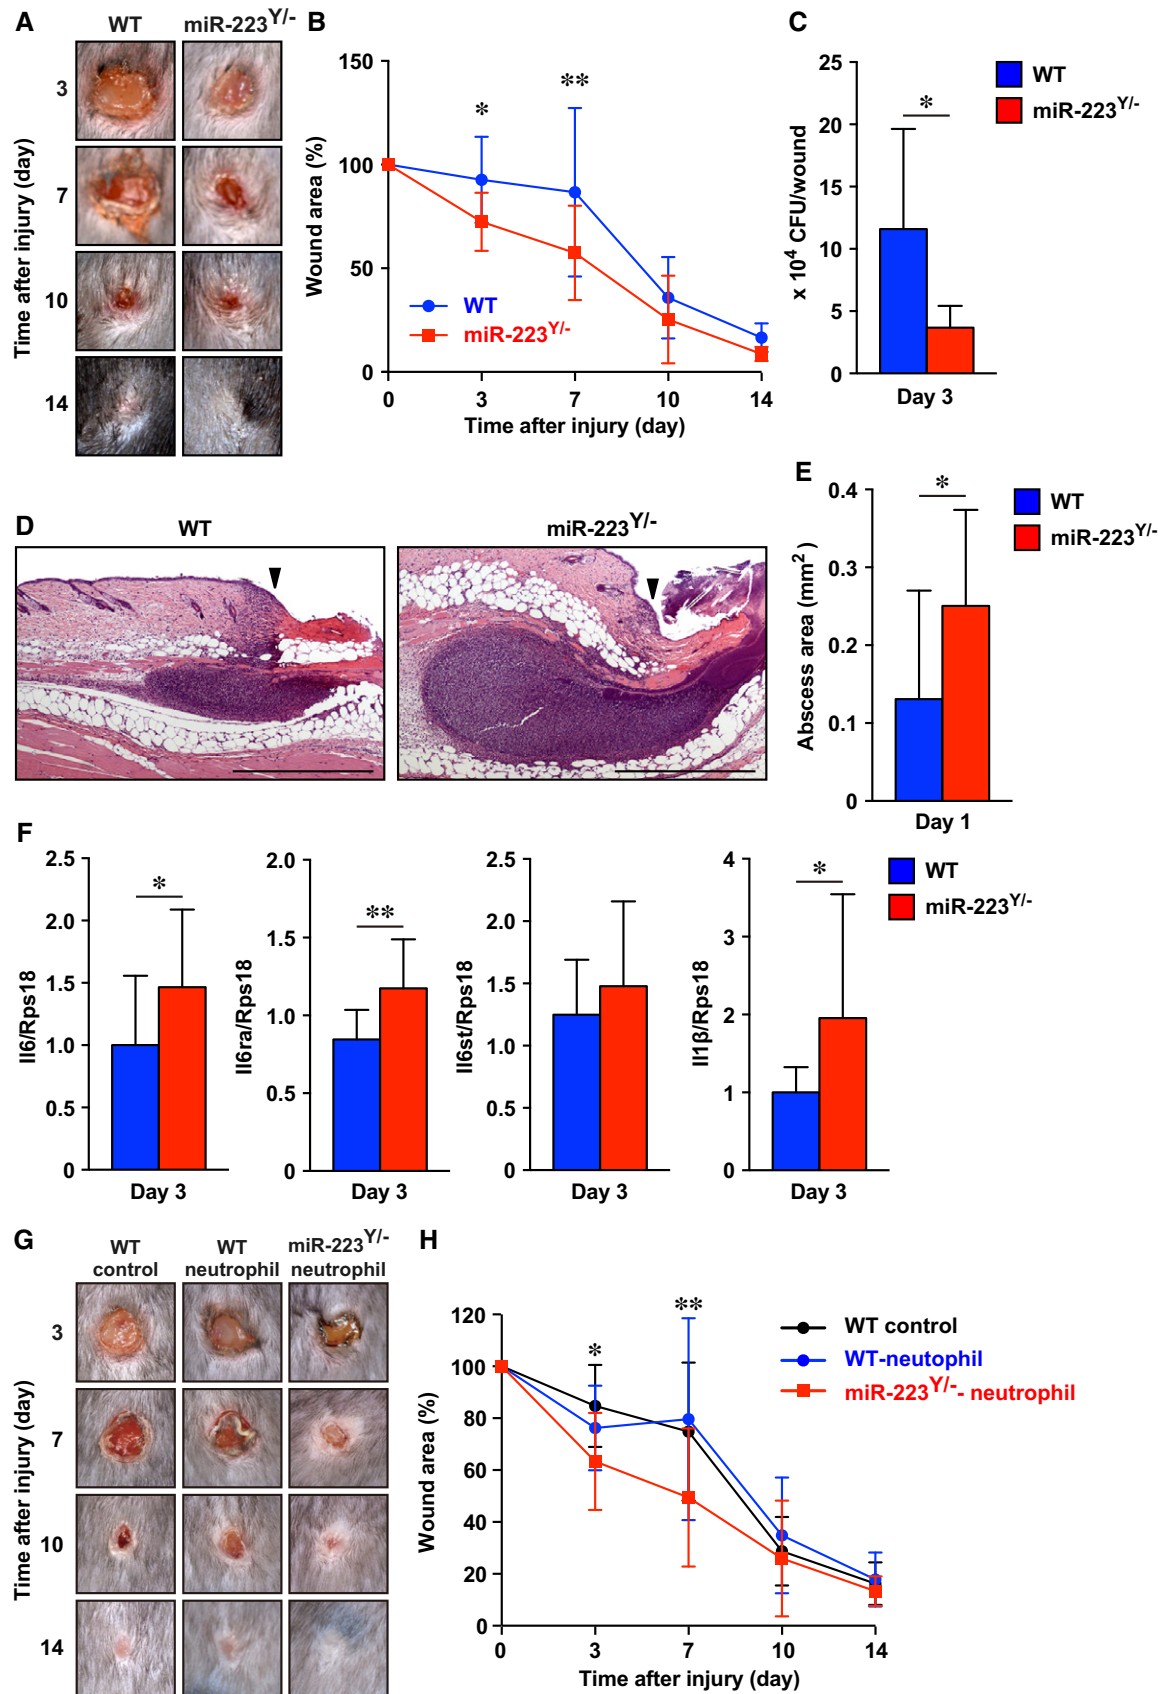 A
WT
miR-223Y/-
3
7
10
14
Time after injury (day)
B
150
100
50
0
Wound area (%)
*
**
WT
miR-223Y/-
0 3 7 10 14
Time after injury (day)
C
25
20
15
10
5
0
x 10⁴ CFU/wound
*
Day 3
WT
miR-223Y/-
D
WT
miR-223Y/-
E
0.4
0.3
0.2
0.1
0
Abscess area (mm²)
*
Day 1
WT
miR-223Y/-
F
2.5
2.0
1.5
1.0
0.5
0
Il6/Rps18
*
Day 3
2.0
1.5
1.0
0.5
0
Il6ra/Rps18
**
Day 3
2.5
2.0
1.5
1.0
0.5
0
Il6st/Rps18
Day 3
4
3
2
1
0
Il1β/Rps18
*
Day 3
WT
miR-223Y/-
G
WT
control
WT
neutrophil
miR-223Y/-
neutrophil
3
7
10
14
Time after injury (day)
H
120
100
80
60
40
20
0
Wound area (%)
*
**
WT control
WT-neutophil
miR-223Y/-- neutrophil
0 3 7 10 14
Time after injury (day)